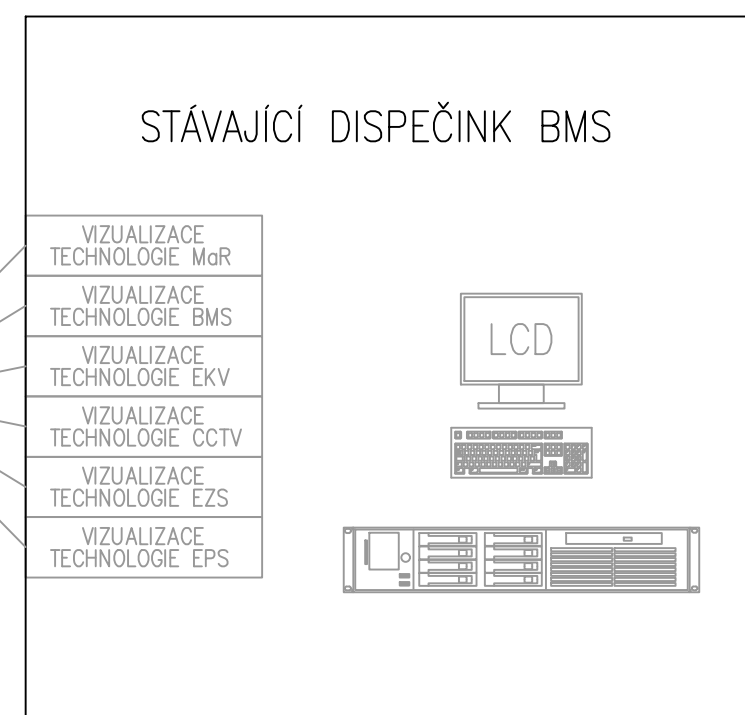 STÁVAJÍCÍ DISPEČINK BMS
VIZUALIZACE
TECHNOLOGIE MaR
VIZUALIZACE
TECHNOLOGIE BMS
VIZUALIZACE
TECHNOLOGIE EKV
VIZUALIZACE
TECHNOLOGIE CCTV
VIZUALIZACE
TECHNOLOGIE EZS
VIZUALIZACE
TECHNOLOGIE EPS
LCD